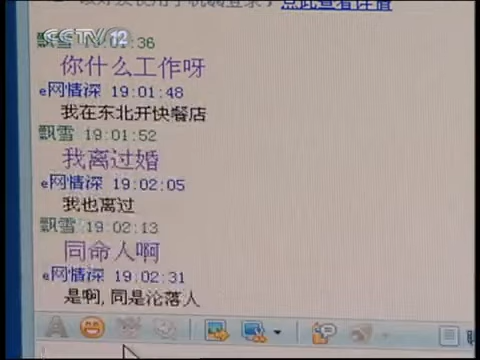 点此查看详情
CCTV 12
飘雪 19:01:36
你什么工作呀
e网情深 19:01:48
我在东北开快餐店
飘雪 19:01:52
我离过婚
e网情深 19:02:05
我也离过
飘雪 19:02:13
同命人啊
e网情深 19:02:31
是啊,同是沦落人